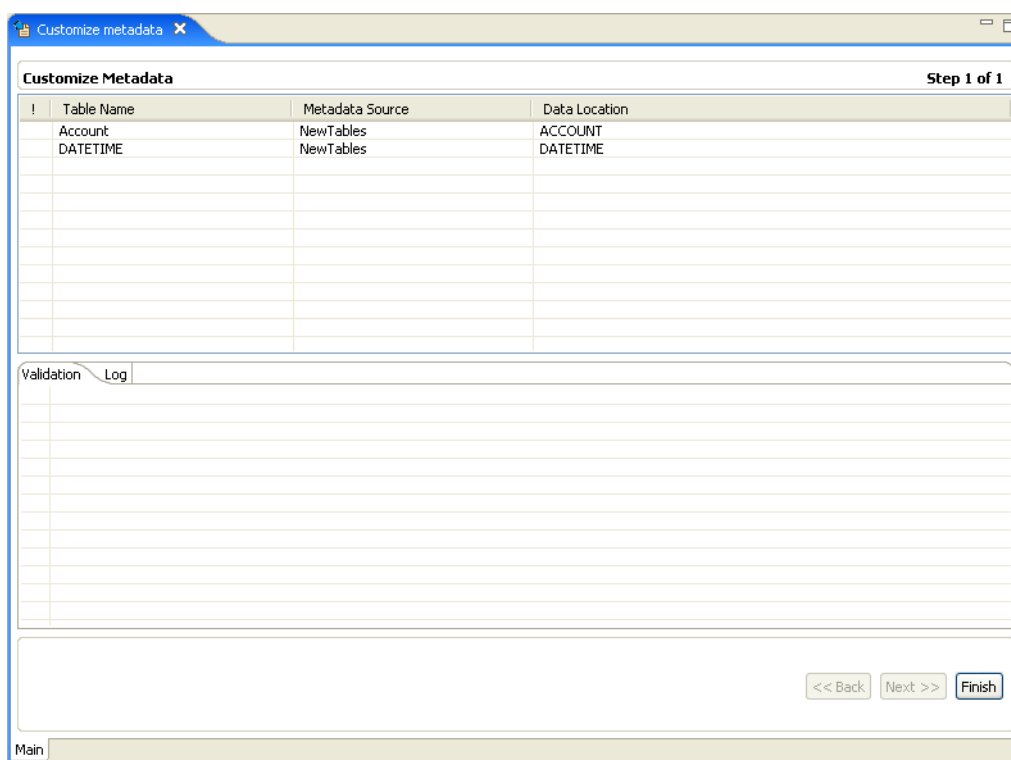 Customize metadata
Customize Metadata Step 1 of 1
! Table Name Metadata Source Data Location
Account NewTables ACCOUNT
DATETIME NewTables DATETIME
Validation Log
<< Back Next >> Finish
Main